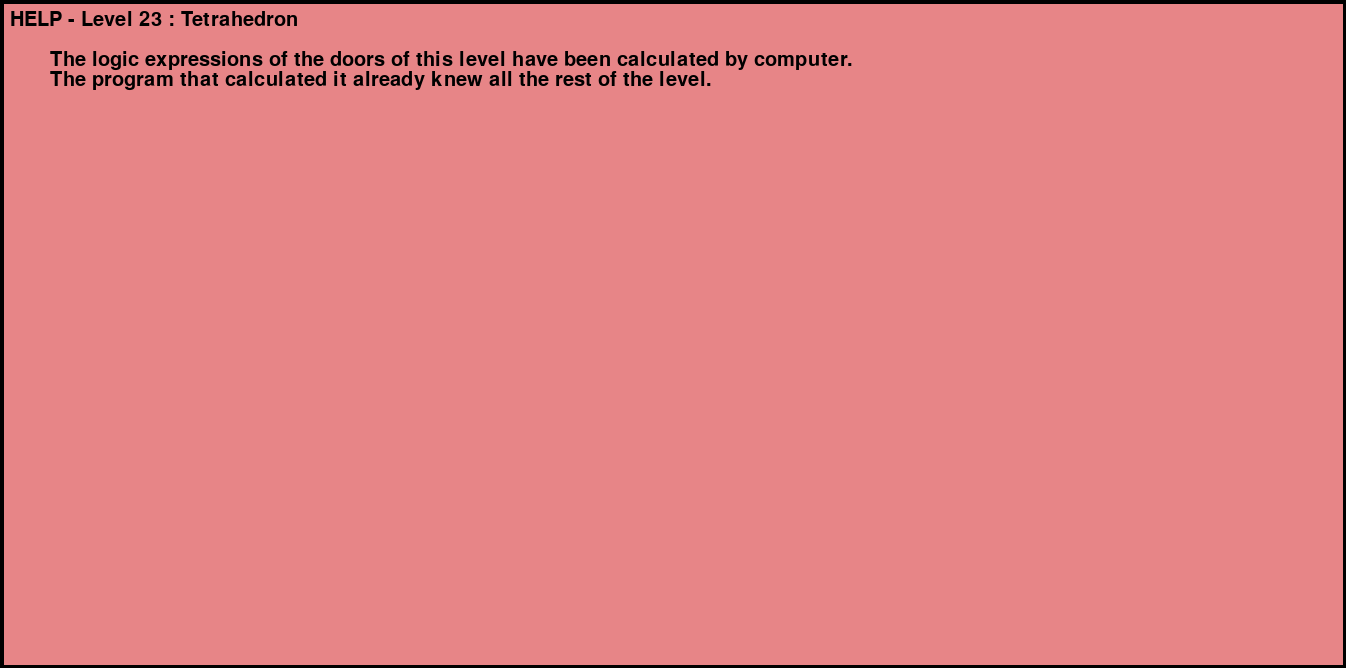 HELP - Level 23 : Tetrahedron
The logic expressions of the doors of this level have been calculated by computer.
The program that calculated it already knew all the rest of the level.